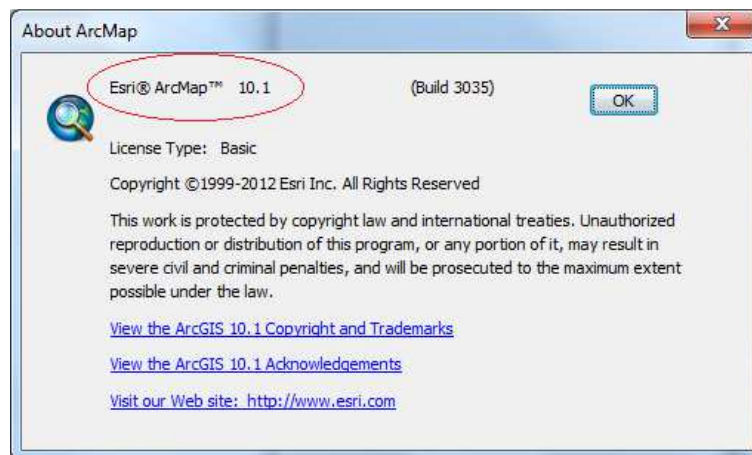 About ArcMap
Esri® ArcMap™ 10.1 (Build 3035)
OK
License Type: Basic
Copyright ©1999-2012 Esri Inc. All Rights Reserved
This work is protected by copyright law and international treaties. Unauthorized
reproduction or distribution of this program, or any portion of it, may result in
severe civil and criminal penalties, and will be prosecuted to the maximum extent
possible under the law.
View the ArcGIS 10.1 Copyright and Trademarks
View the ArcGIS 10.1 Acknowledgements
Visit our Web site: http://www.esri.com